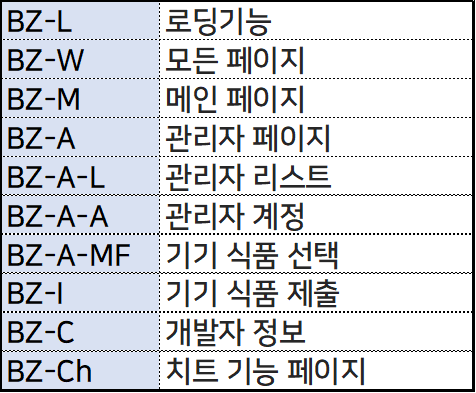 BZ-L 로딩기능
BZ-W 모든 페이지
BZ-M 메인 페이지
BZ-A 관리자 페이지
BZ-A-L 관리자 리스트
BZ-A-A 관리자 계정
BZ-A-MF 기기 식품 선택
BZ-I 기기 식품 제출
BZ-C 개발자 정보
BZ-Ch 치트 기능 페이지